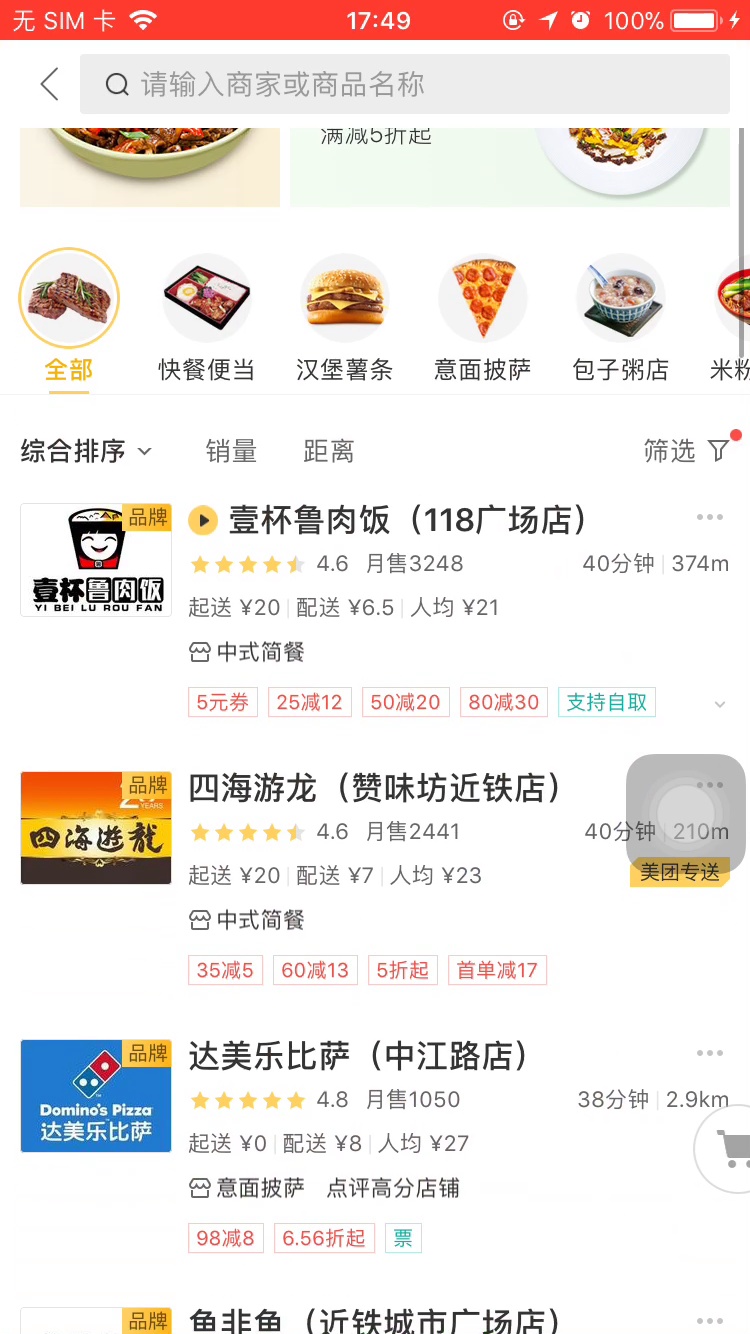 无 SIM 卡
17:49
100%
请输入商家或商品名称
满减5折起
全部
快餐便当
汉堡薯条
意面披萨
包子粥店
米粉
综合排序
销量
距离
筛选
品牌
壹杯鲁肉饭
YI BEI LU ROU FAN
壹杯鲁肉饭（118广场店）
4.6 月售3248
40分钟 374m
起送 ¥20 配送 ¥6.5 人均 ¥21
中式简餐
5元券 25减12 50减20 80减30 支持自取
品牌
YEARS
四海遊龍
四海游龙（赞味坊近铁店）
4.6 月售2441
40分钟 210m
起送 ¥20 配送 ¥7 人均 ¥23
美团专送
中式简餐
35减5 60减13 5折起 首单减17
品牌
Domino's Pizza
达美乐比萨
达美乐比萨（中江路店）
4.8 月售1050
38分钟 2.9km
起送 ¥0 配送 ¥8 人均 ¥27
意面披萨 点评高分店铺
98减8 6.56折起 票
品牌
鱼非鱼（近铁城市广场店）